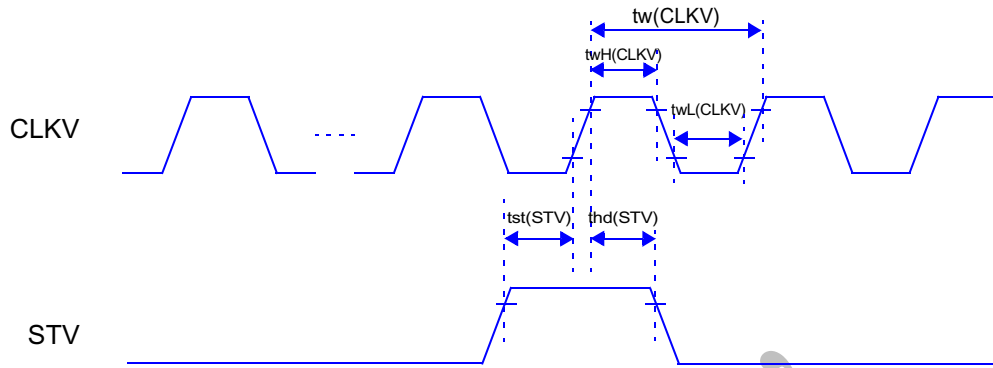 tw(CLKV)
twH(CLKV)
twL(CLKV)
CLKV
tst(STV)
thd(STV)
STV